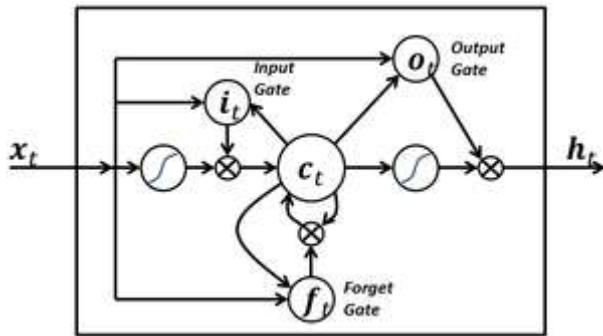 Output
Gate
o_t
Input
Gate
i_t
x_t
c_t
h_t
f_t
Forget
Gate